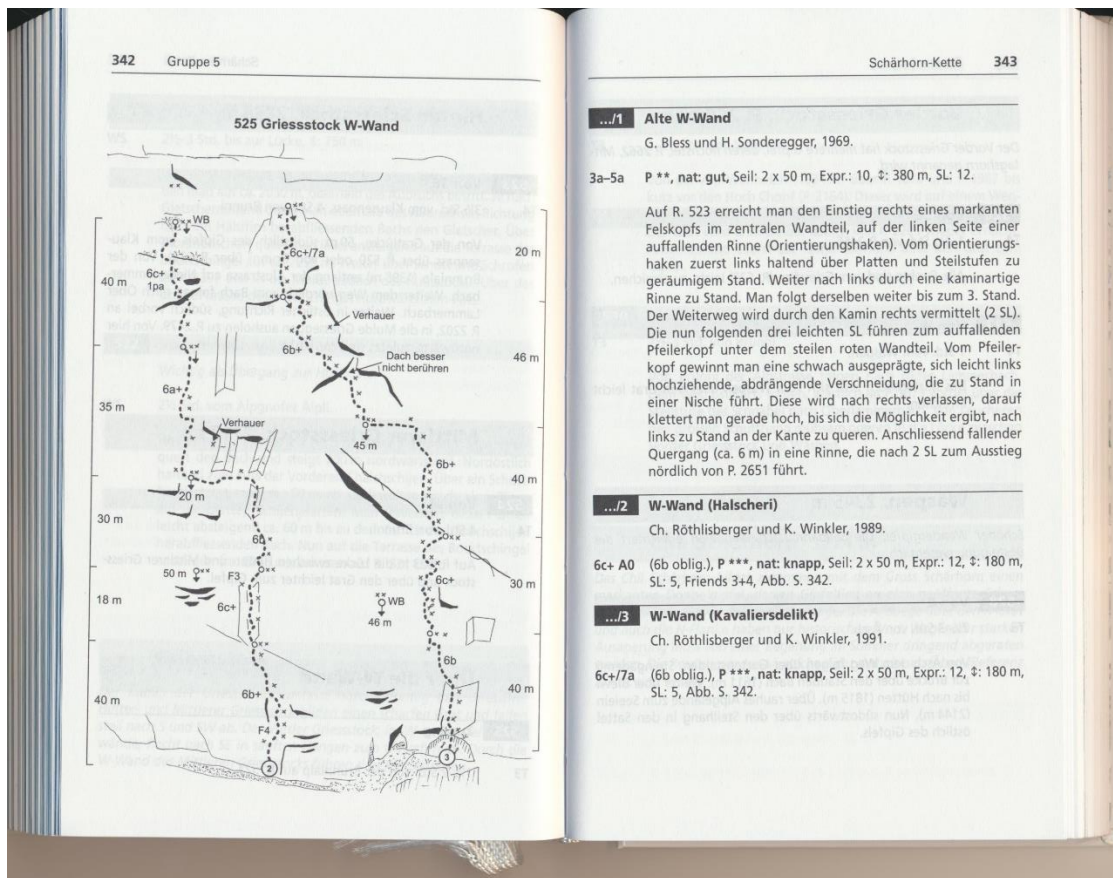 342 Gruppe 5
525 Griessstock W-Wand
WB
20 m
6c+/7a
6c+
1pa
40 m
Verhauer
6b+
46 m
Dach besser
nicht berühren
6a+
35 m
Verhauer
45 m
6b+
40 m
20 m
30 m
6b
50 m
F3
30 m
6c+
WB
18 m
6c+
46 m
6b
6b+
40 m
40 m
F4
2
3
Schärhorn-Kette 343
.../1 Alte W-Wand
G. Bless und H. Sonderegger, 1969.
3a–5a P **, nat: gut, Seil: 2 x 50 m, Expr.: 10, ⇕: 380 m, SL: 12.
Auf R. 523 erreicht man den Einstieg rechts eines markanten
Felskopfs im zentralen Wandteil, auf der linken Seite einer
auffallenden Rinne (Orientierungshaken). Vom Orientierungs-
haken zuerst links haltend über Platten und Steilstufen zu
geräumigem Stand. Weiter nach links durch eine kaminartige
Rinne zu Stand. Man folgt derselben weiter bis zum 3. Stand.
Der Weiterweg wird durch den Kamin rechts vermittelt (2 SL).
Die nun folgenden drei leichten SL führen zum auffallenden
Pfeilerkopf unter dem steilen roten Wandteil. Vom Pfeiler-
kopf gewinnt man eine schwach ausgeprägte, sich leicht links
hochziehende, abdrängende Verschneidung, die zu Stand in
einer Nische führt. Diese wird nach rechts verlassen, darauf
klettert man gerade hoch, bis sich die Möglichkeit ergibt, nach
links zu Stand an der Kante zu queren. Anschliessend fallender
Quergang (ca. 6 m) in eine Rinne, die nach 2 SL zum Ausstieg
nördlich von P. 2651 führt.
.../2 W-Wand (Halscheri)
Ch. Röthlisberger und K. Winkler, 1989.
6c+ A0 (6b oblig.), P ***, nat: knapp, Seil: 2 x 50 m, Expr.: 12, ⇕: 180 m,
SL: 5, Friends 3+4, Abb. S. 342.
.../3 W-Wand (Kavaliersdelikt)
Ch. Röthlisberger und K. Winkler, 1991.
6c+/7a (6b oblig.), P ***, nat: knapp, Seil: 2 x 50 m, Expr.: 12, ⇕: 180 m,
SL: 5, Abb. S. 342.